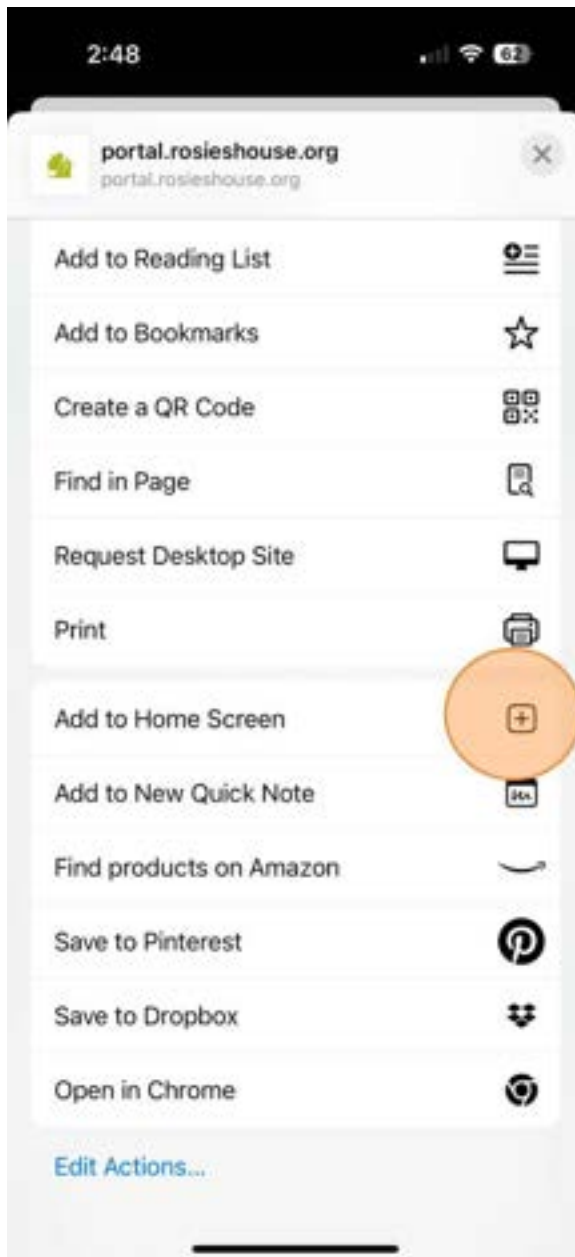 2:48
62
portal.rosieshouse.org
portal.rosieshouse.org
Add to Reading List
Add to Bookmarks
Create a QR Code
Find in Page
Request Desktop Site
Print
Add to Home Screen
Add to New Quick Note
Find products on Amazon
Save to Pinterest
Save to Dropbox
Open in Chrome
Edit Actions...